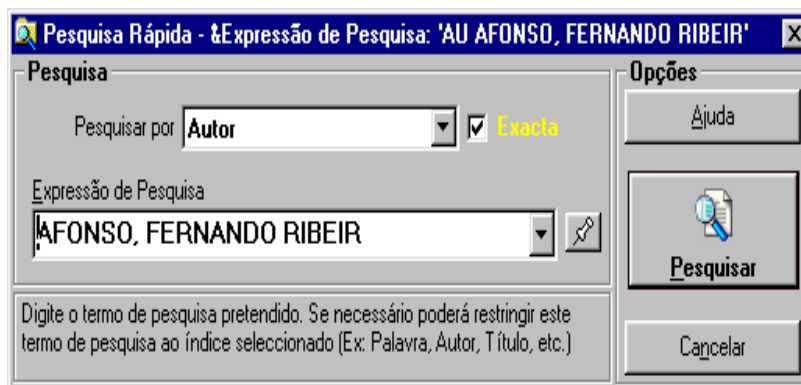 Pesquisa Rápida - &Expressão de Pesquisa: 'AU AFONSO, FERNANDO RIBEIR'
Pesquisa
Pesquisar por Autor Exacta
Expressão de Pesquisa
AFONSO, FERNANDO RIBEIR
Digite o termo de pesquisa pretendido. Se necessário poderá restringir este
termo de pesquisa ao índice seleccionado (Ex: Palavra, Autor, Título, etc.)
Opções
Ajuda
Pesquisar
Cancelar